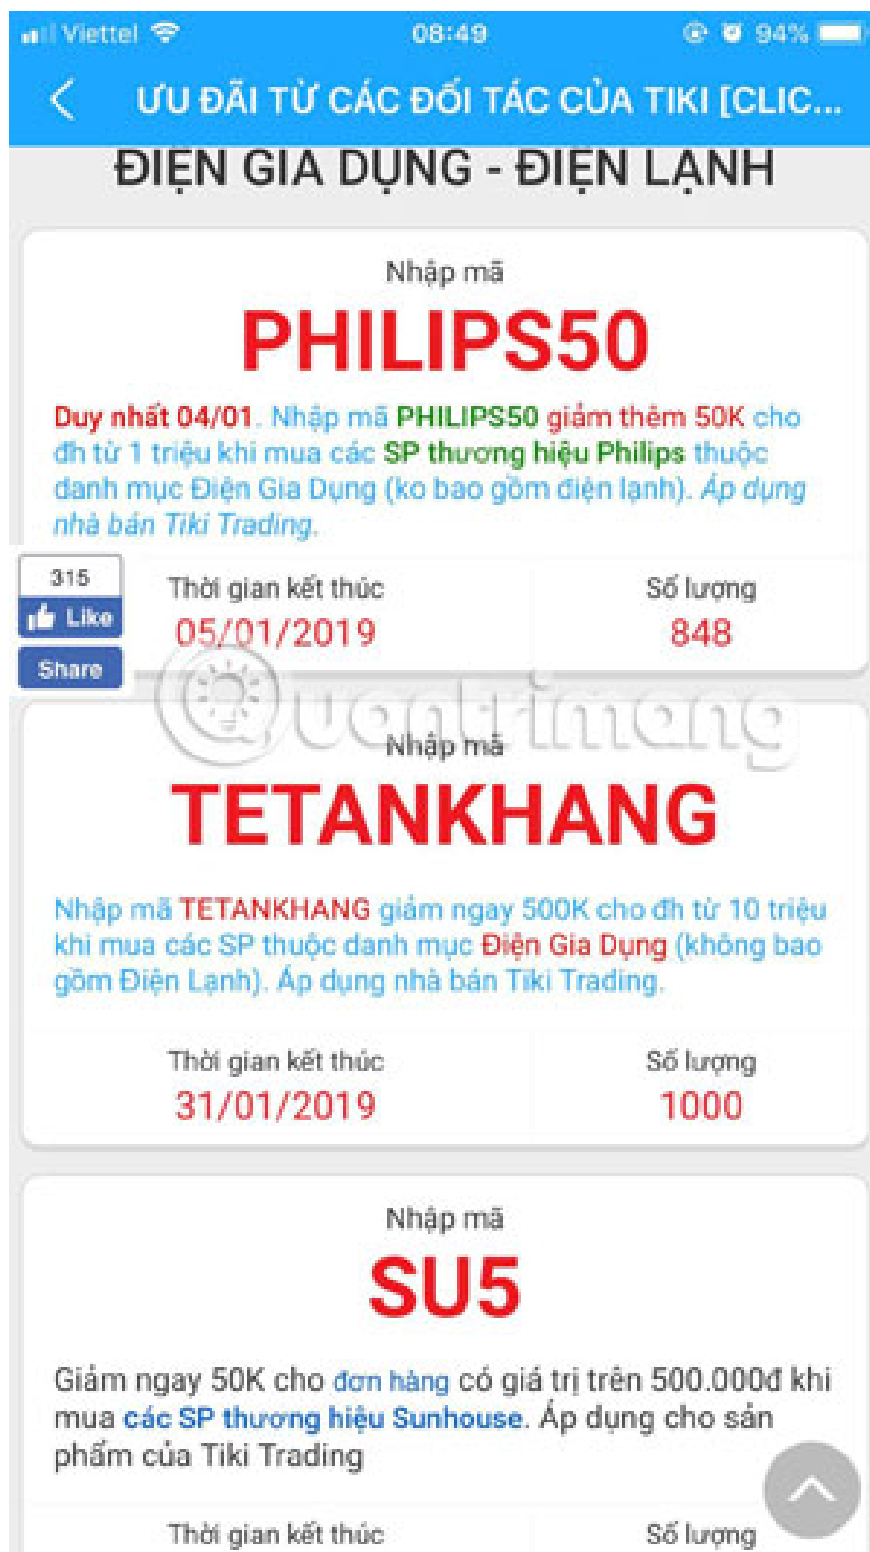 Viettel 08:49 94%
ƯU ĐÃI TỪ CÁC ĐỐI TÁC CỦA TIKI [CLIC...
ĐIỆN GIA DỤNG - ĐIỆN LẠNH
Nhập mã
PHILIPS50
Duy nhất 04/01. Nhập mã PHILIPS50 giảm thêm 50K cho
đh từ 1 triệu khi mua các SP thương hiệu Philips thuộc
danh mục Điện Gia Dụng (ko bao gồm điện lạnh). Áp dụng
nhà bán Tiki Trading.
315
Like
Share
Thời gian kết thúc Số lượng
05/01/2019 848
Quantrimang
Nhập mã
TETANKHANG
Nhập mã TETANKHANG giảm ngay 500K cho đh từ 10 triệu
khi mua các SP thuộc danh mục Điện Gia Dụng (không bao
gồm Điện Lạnh). Áp dụng nhà bán Tiki Trading.
Thời gian kết thúc Số lượng
31/01/2019 1000
Nhập mã
SU5
Giảm ngay 50K cho đơn hàng có giá trị trên 500.000đ khi
mua các SP thương hiệu Sunhouse. Áp dụng cho sản
phẩm của Tiki Trading
Thời gian kết thúc Số lượng